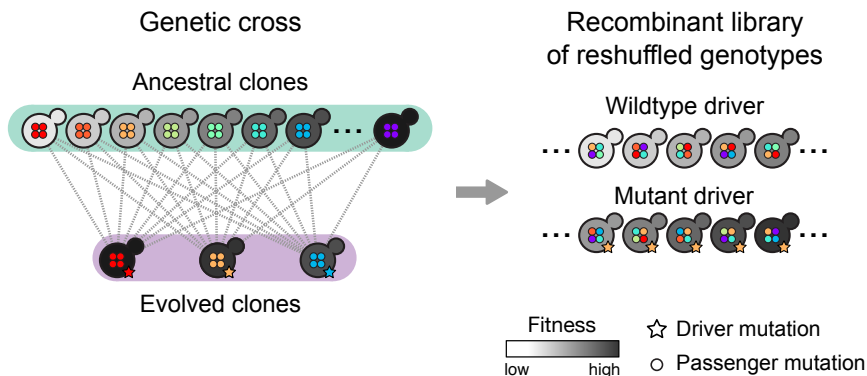 Genetic cross
Ancestral clones
...
Evolved clones
Recombinant library
of reshuffled genotypes
Wildtype driver
... ...
Mutant driver
... ...
Fitness
low high
Driver mutation
Passenger mutation